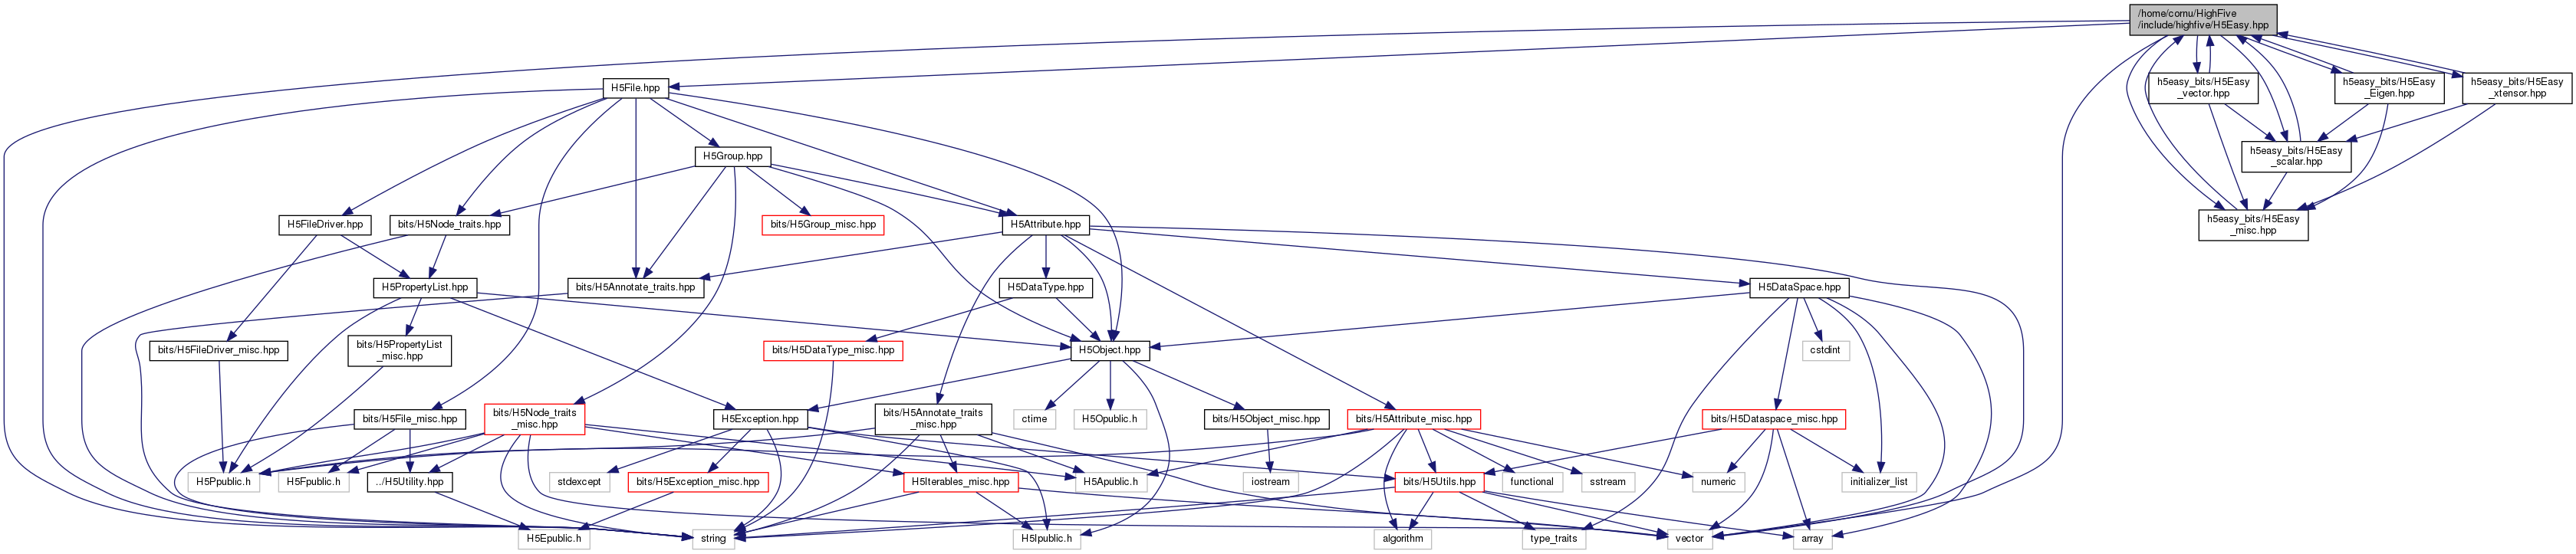 /home/cornu/HighFive
/include/highfive/H5Easy.hpp
H5File.hpp
h5easy_bits/H5Easy
_vector.hpp
h5easy_bits/H5Easy
_Eigen.hpp
h5easy_bits/H5Easy
_xtensor.hpp
H5Group.hpp
h5easy_bits/H5Easy
_scalar.hpp
H5FileDriver.hpp
bits/H5Node_traits.hpp
bits/H5Group_misc.hpp
H5Attribute.hpp
h5easy_bits/H5Easy
_misc.hpp
H5PropertyList.hpp
bits/H5Annotate_traits.hpp
H5DataType.hpp
H5DataSpace.hpp
bits/H5FileDriver_misc.hpp
bits/H5PropertyList
_misc.hpp
bits/H5DataType_misc.hpp
H5Object.hpp
cstdint
bits/H5File_misc.hpp
bits/H5Node_traits
_misc.hpp
H5Exception.hpp
bits/H5Annotate_traits
_misc.hpp
ctime
H5Opublic.h
bits/H5Object_misc.hpp
bits/H5Attribute_misc.hpp
bits/H5Dataspace_misc.hpp
H5Ppublic.h
H5Fpublic.h
../H5Utility.hpp
stdexcept
bits/H5Exception_misc.hpp
H5Iterables_misc.hpp
H5Apublic.h
iostream
bits/H5Utils.hpp
functional
sstream
numeric
initializer_list
H5Epublic.h
string
H5Ipublic.h
algorithm
type_traits
vector
array